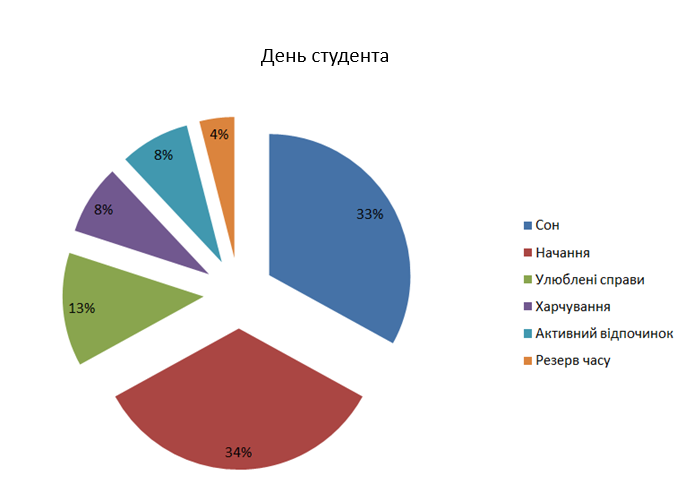 День студента
4%
8%
8%
33%
13%
34%
Сон
Начання
Улюблені справи
Харчування
Активний відпочинок
Резерв часу